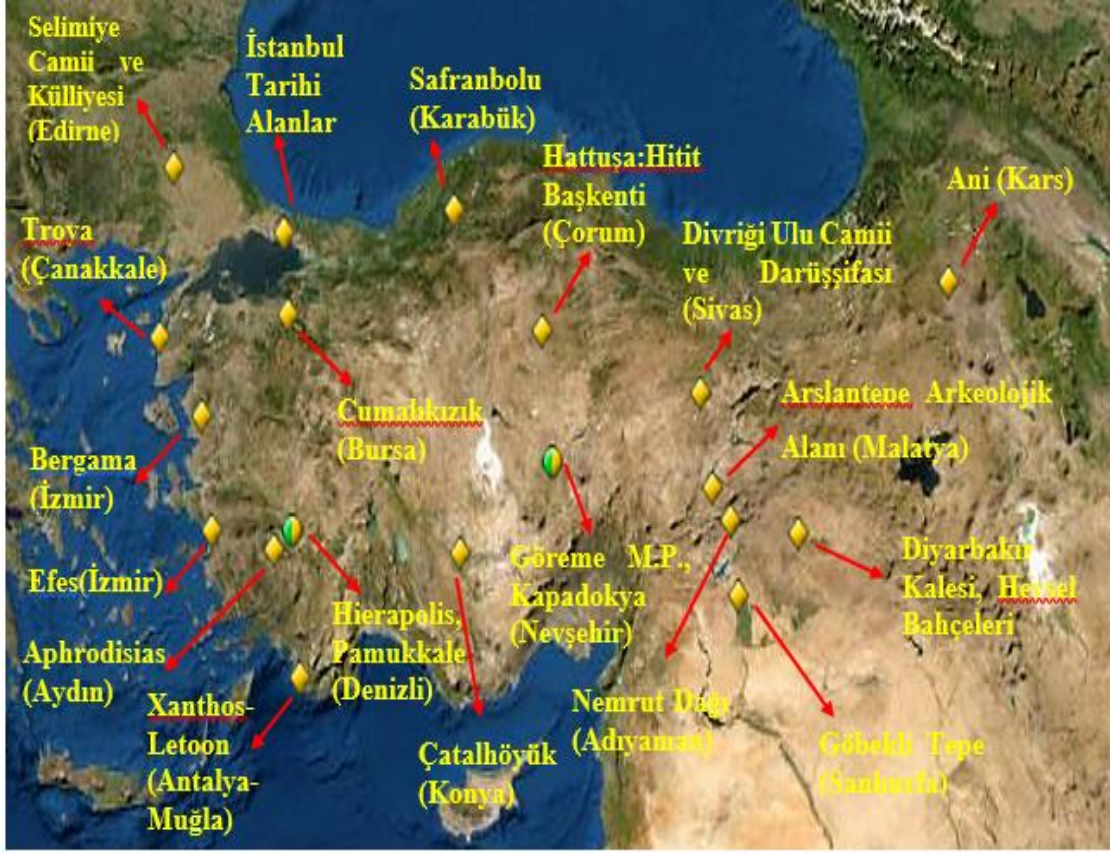 Selimiye
Camii ve
Külliyesi
(Edirne)
İstanbul
Tarihi
Alanlar
Safranbolu
(Karabük)
Hattuşa:Hitit
Başkenti
(Çorum)
Ani (Kars)
Trova
(Çanakkale)
Divriği Ulu Camii
ve Darüşşifası
(Sivas)
Cumalıkızık
(Bursa)
Arslantepe Arkeolojik
Alanı (Malatya)
Bergama
(İzmir)
Efes(İzmir)
Göreme M.P.,
Kapadokya
(Nevşehir)
Diyarbakır
Kalesi, Hevsel
Bahçeleri
Hierapolis,
Pamukkale
(Denizli)
Aphrodisias
(Aydın)
Xanthos-
Letoon
(Antalya-
Muğla)
Çatalhöyük
(Konya)
Nemrut Dağı
(Adıyaman)
Göbekli Tepe
(Şanlıurfa)